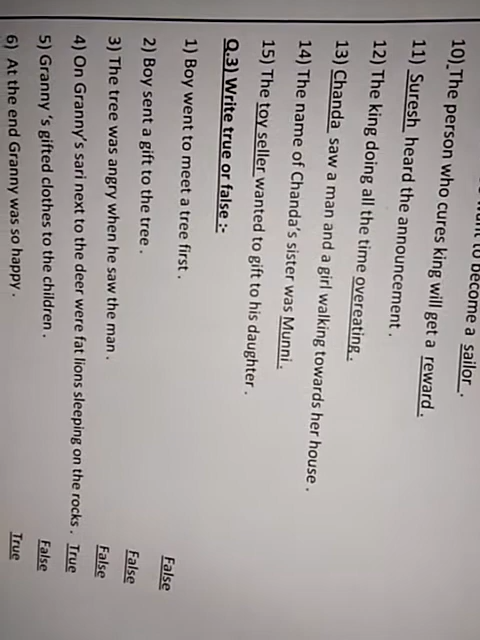 become a sailor .
10) The person who cures king will get a reward .
11) Suresh heard the announcement .
12) The king doing all the time overeating .
13) Chanda saw a man and a girl walking towards her house .
14) The name of Chanda's sister was Munni .
15) The toy seller wanted to gift to his daughter .
Q.3) Write true or false :-
1) Boy went to meet a tree first . False
2) Boy sent a gift to the tree . False
3) The tree was angry when he saw the man . False
4) On Granny's sari next to the deer were fat lions sleeping on the rocks . True
5) Granny 's gifted clothes to the children . False
6) At the end Granny was so happy . True